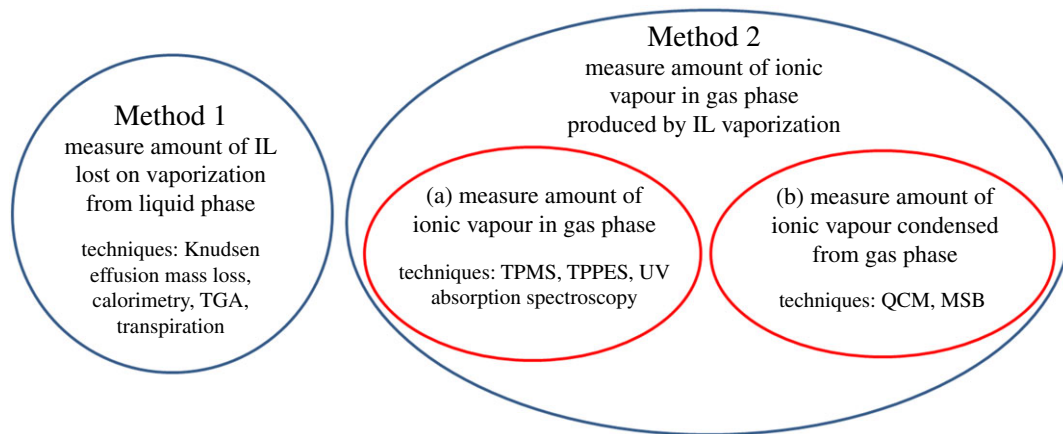 Method 1
measure amount of IL
lost on vaporization
from liquid phase
techniques: Knudsen
effusion mass loss,
calorimetry, TGA,
transpiration
Method 2
measure amount of ionic
vapour in gas phase
produced by IL vaporization
(a) measure amount of
ionic vapour in gas phase
techniques: TPMS, TPPES, UV
absorption spectroscopy
(b) measure amount of
ionic vapour condensed
from gas phase
techniques: QCM, MSB